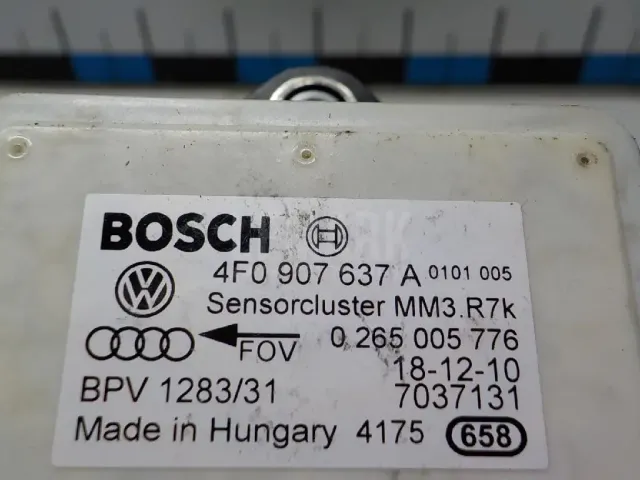 BOSCH
4F0 907 637 A 0101 005
Sensorcluster MM3.R7k
FOV 0 265 005 776
18-12-10
BPV 1283/31 7037131
Made in Hungary 4175 658